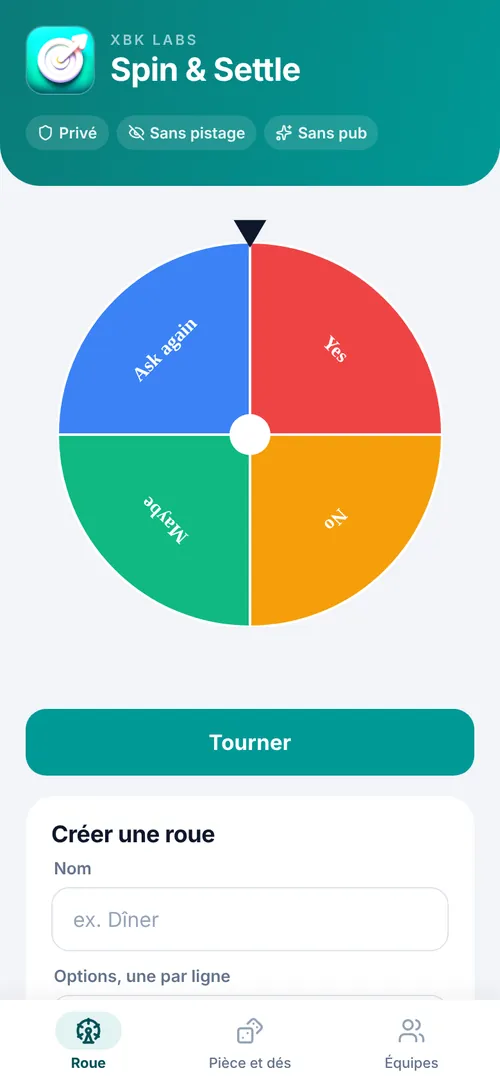 XBK LABS
Spin & Settle
Privé
Sans pistage
Sans pub
Ask again
Yes
Maybe
No
Tourner
Créer une roue
Nom
ex. Dîner
Options, une par ligne
Roue
Pièce et dés
Équipes